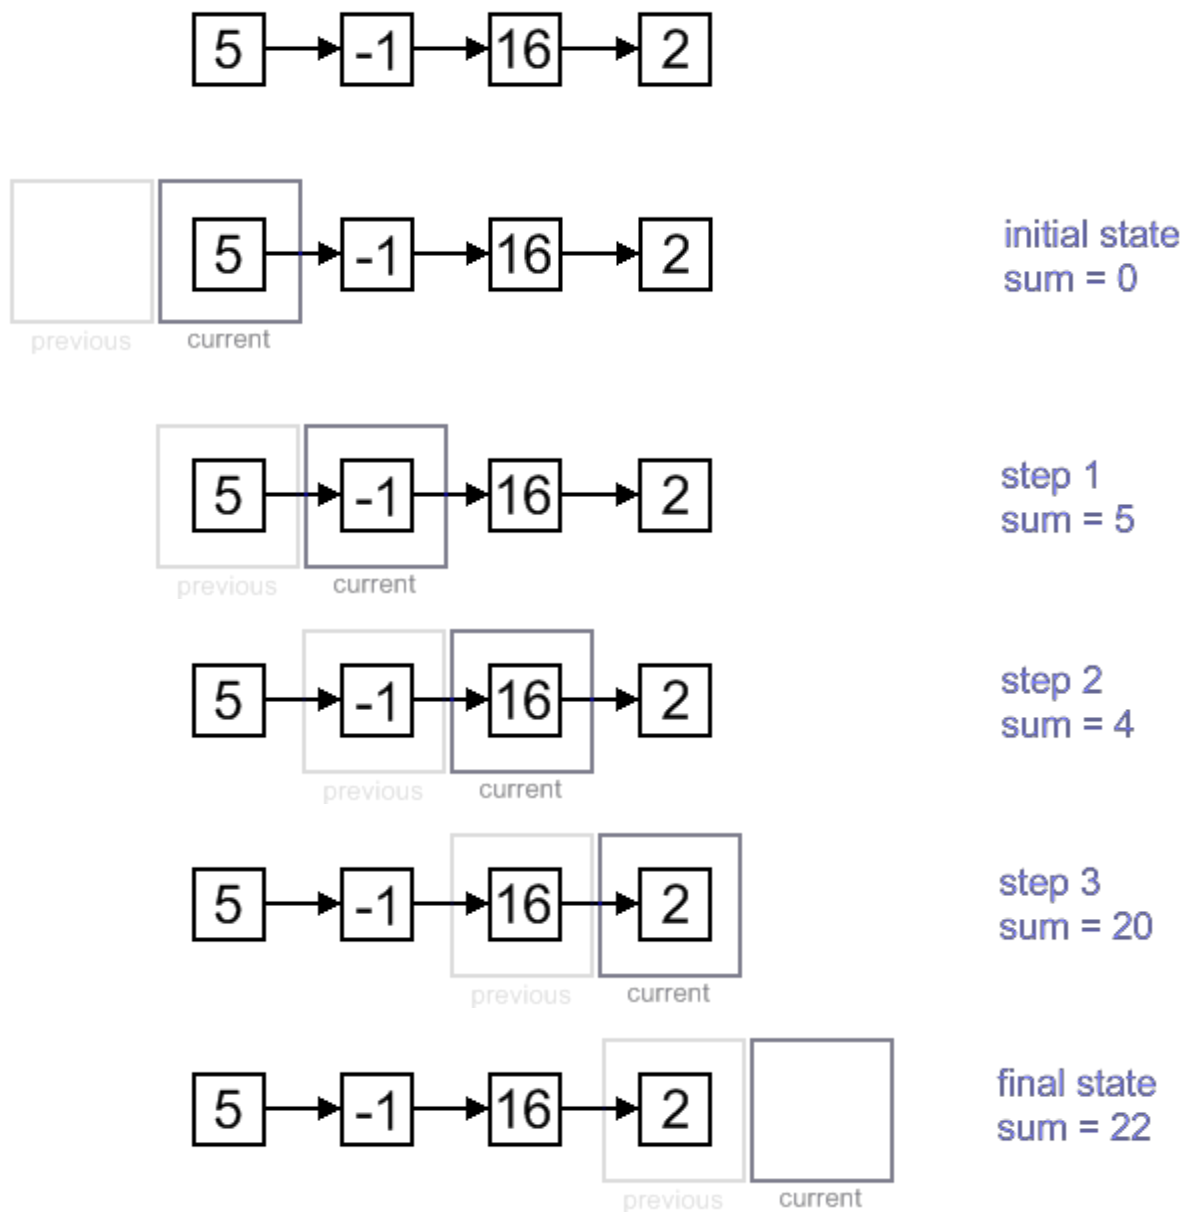 5 -1 16 2
5 -1 16 2
initial state
sum = 0
previous current
5 -1 16 2
step 1
sum = 5
previous current
5 -1 16 2
step 2
sum = 4
previous current
5 -1 16 2
step 3
sum = 20
previous current
5 -1 16 2
final state
sum = 22
previous current